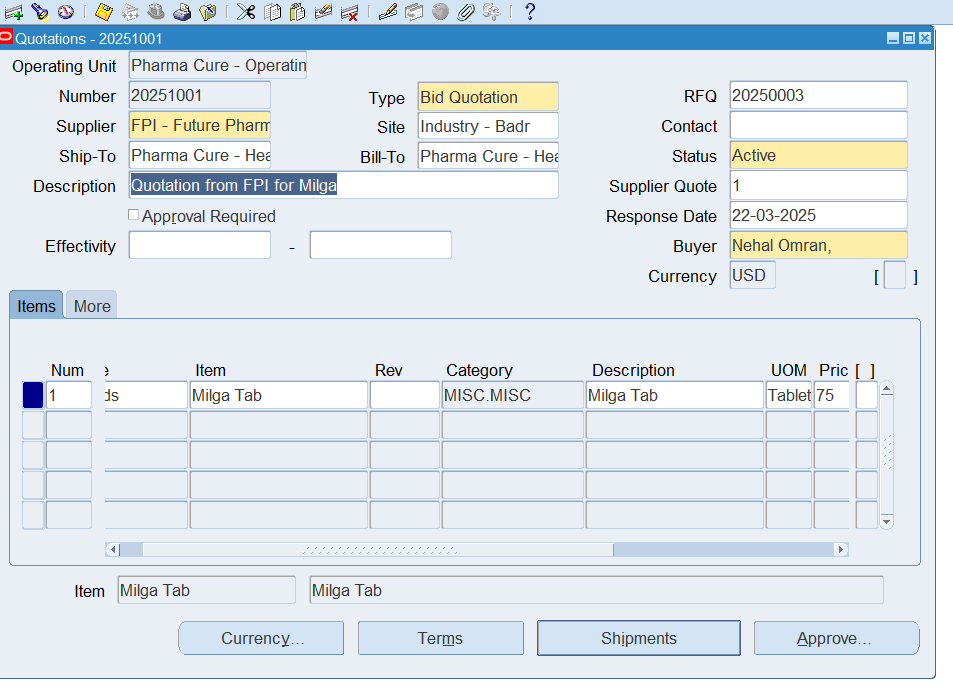 Quotations - 20251001
Operating Unit Pharma Cure - Operatin
Number 20251001 Type Bid Quotation RFQ 20250003
Supplier FPI - Future Pharm Site Industry - Badr Contact
Ship-To Pharma Cure - Hea Bill-To Pharma Cure - Hea Status Active
Description Quotation from FPI for Milga Supplier Quote 1
Approval Required Response Date 22-03-2025
Effectivity - Buyer Nehal Omran,
Currency USD [ ]
Items More
Num Item Rev Category Description UOM Pric [ ]
1 ds Milga Tab MISC.MISC Milga Tab Tablet 75
Item Milga Tab Milga Tab
Currency... Terms Shipments Approve...